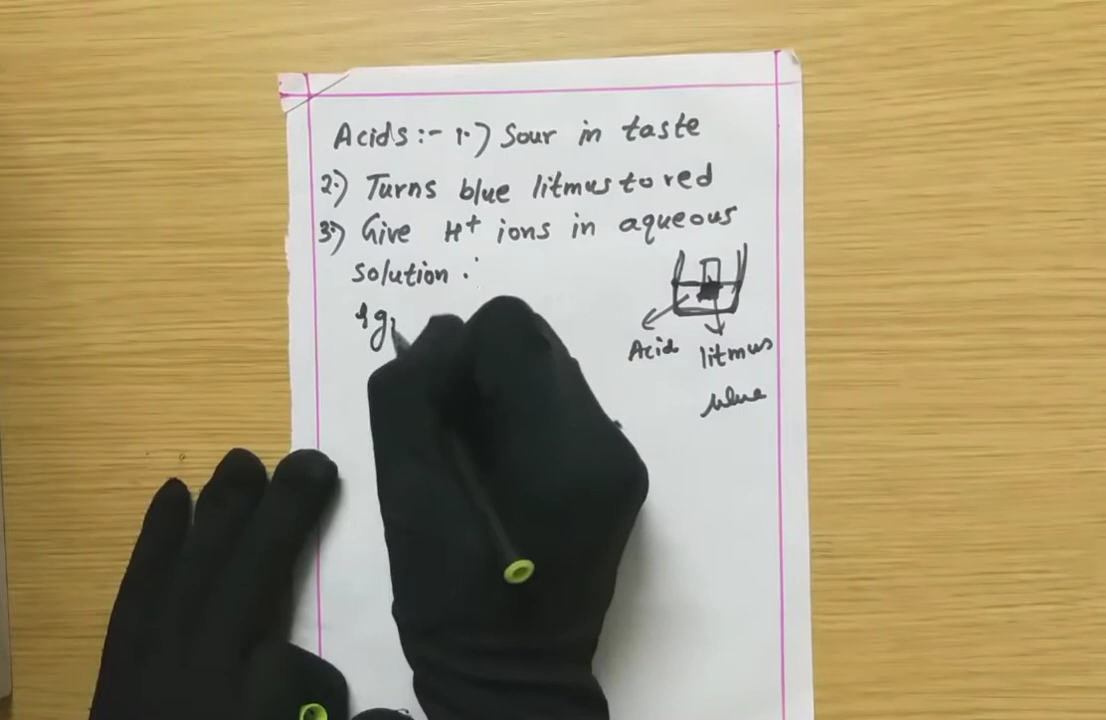 Acids :- 1.) Sour in taste
2.) Turns blue litmus to red
3.) Give H⁺ ions in aqueous
solution.
Acid litmus
blue